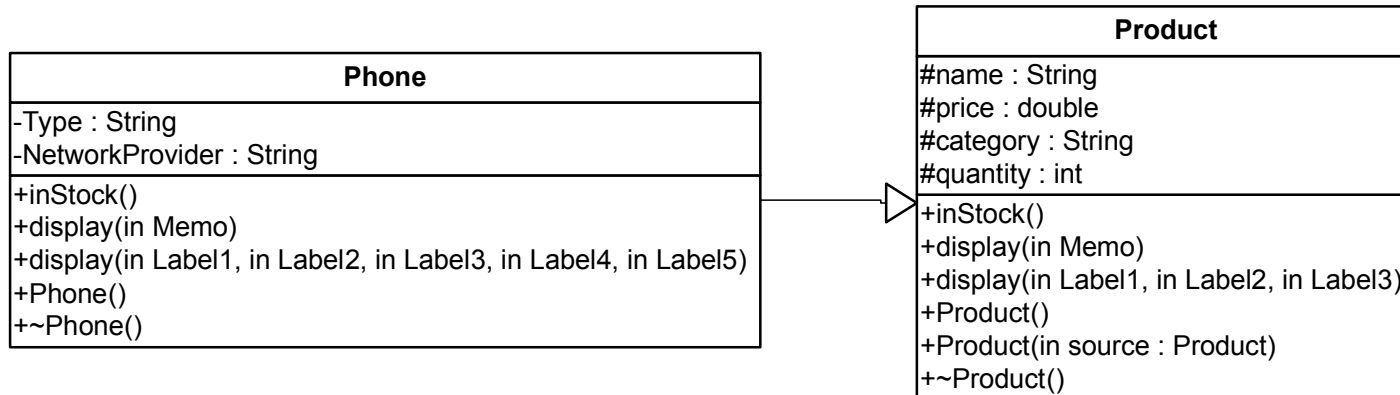 Phone
-Type : String
-NetworkProvider : String
+inStock()
+display(in Memo)
+display(in Label1, in Label2, in Label3, in Label4, in Label5)
+Phone()
+~Phone()
Product
#name : String
#price : double
#category : String
#quantity : int
+inStock()
+display(in Memo)
+display(in Label1, in Label2, in Label3)
+Product()
+Product(in source : Product)
+~Product()